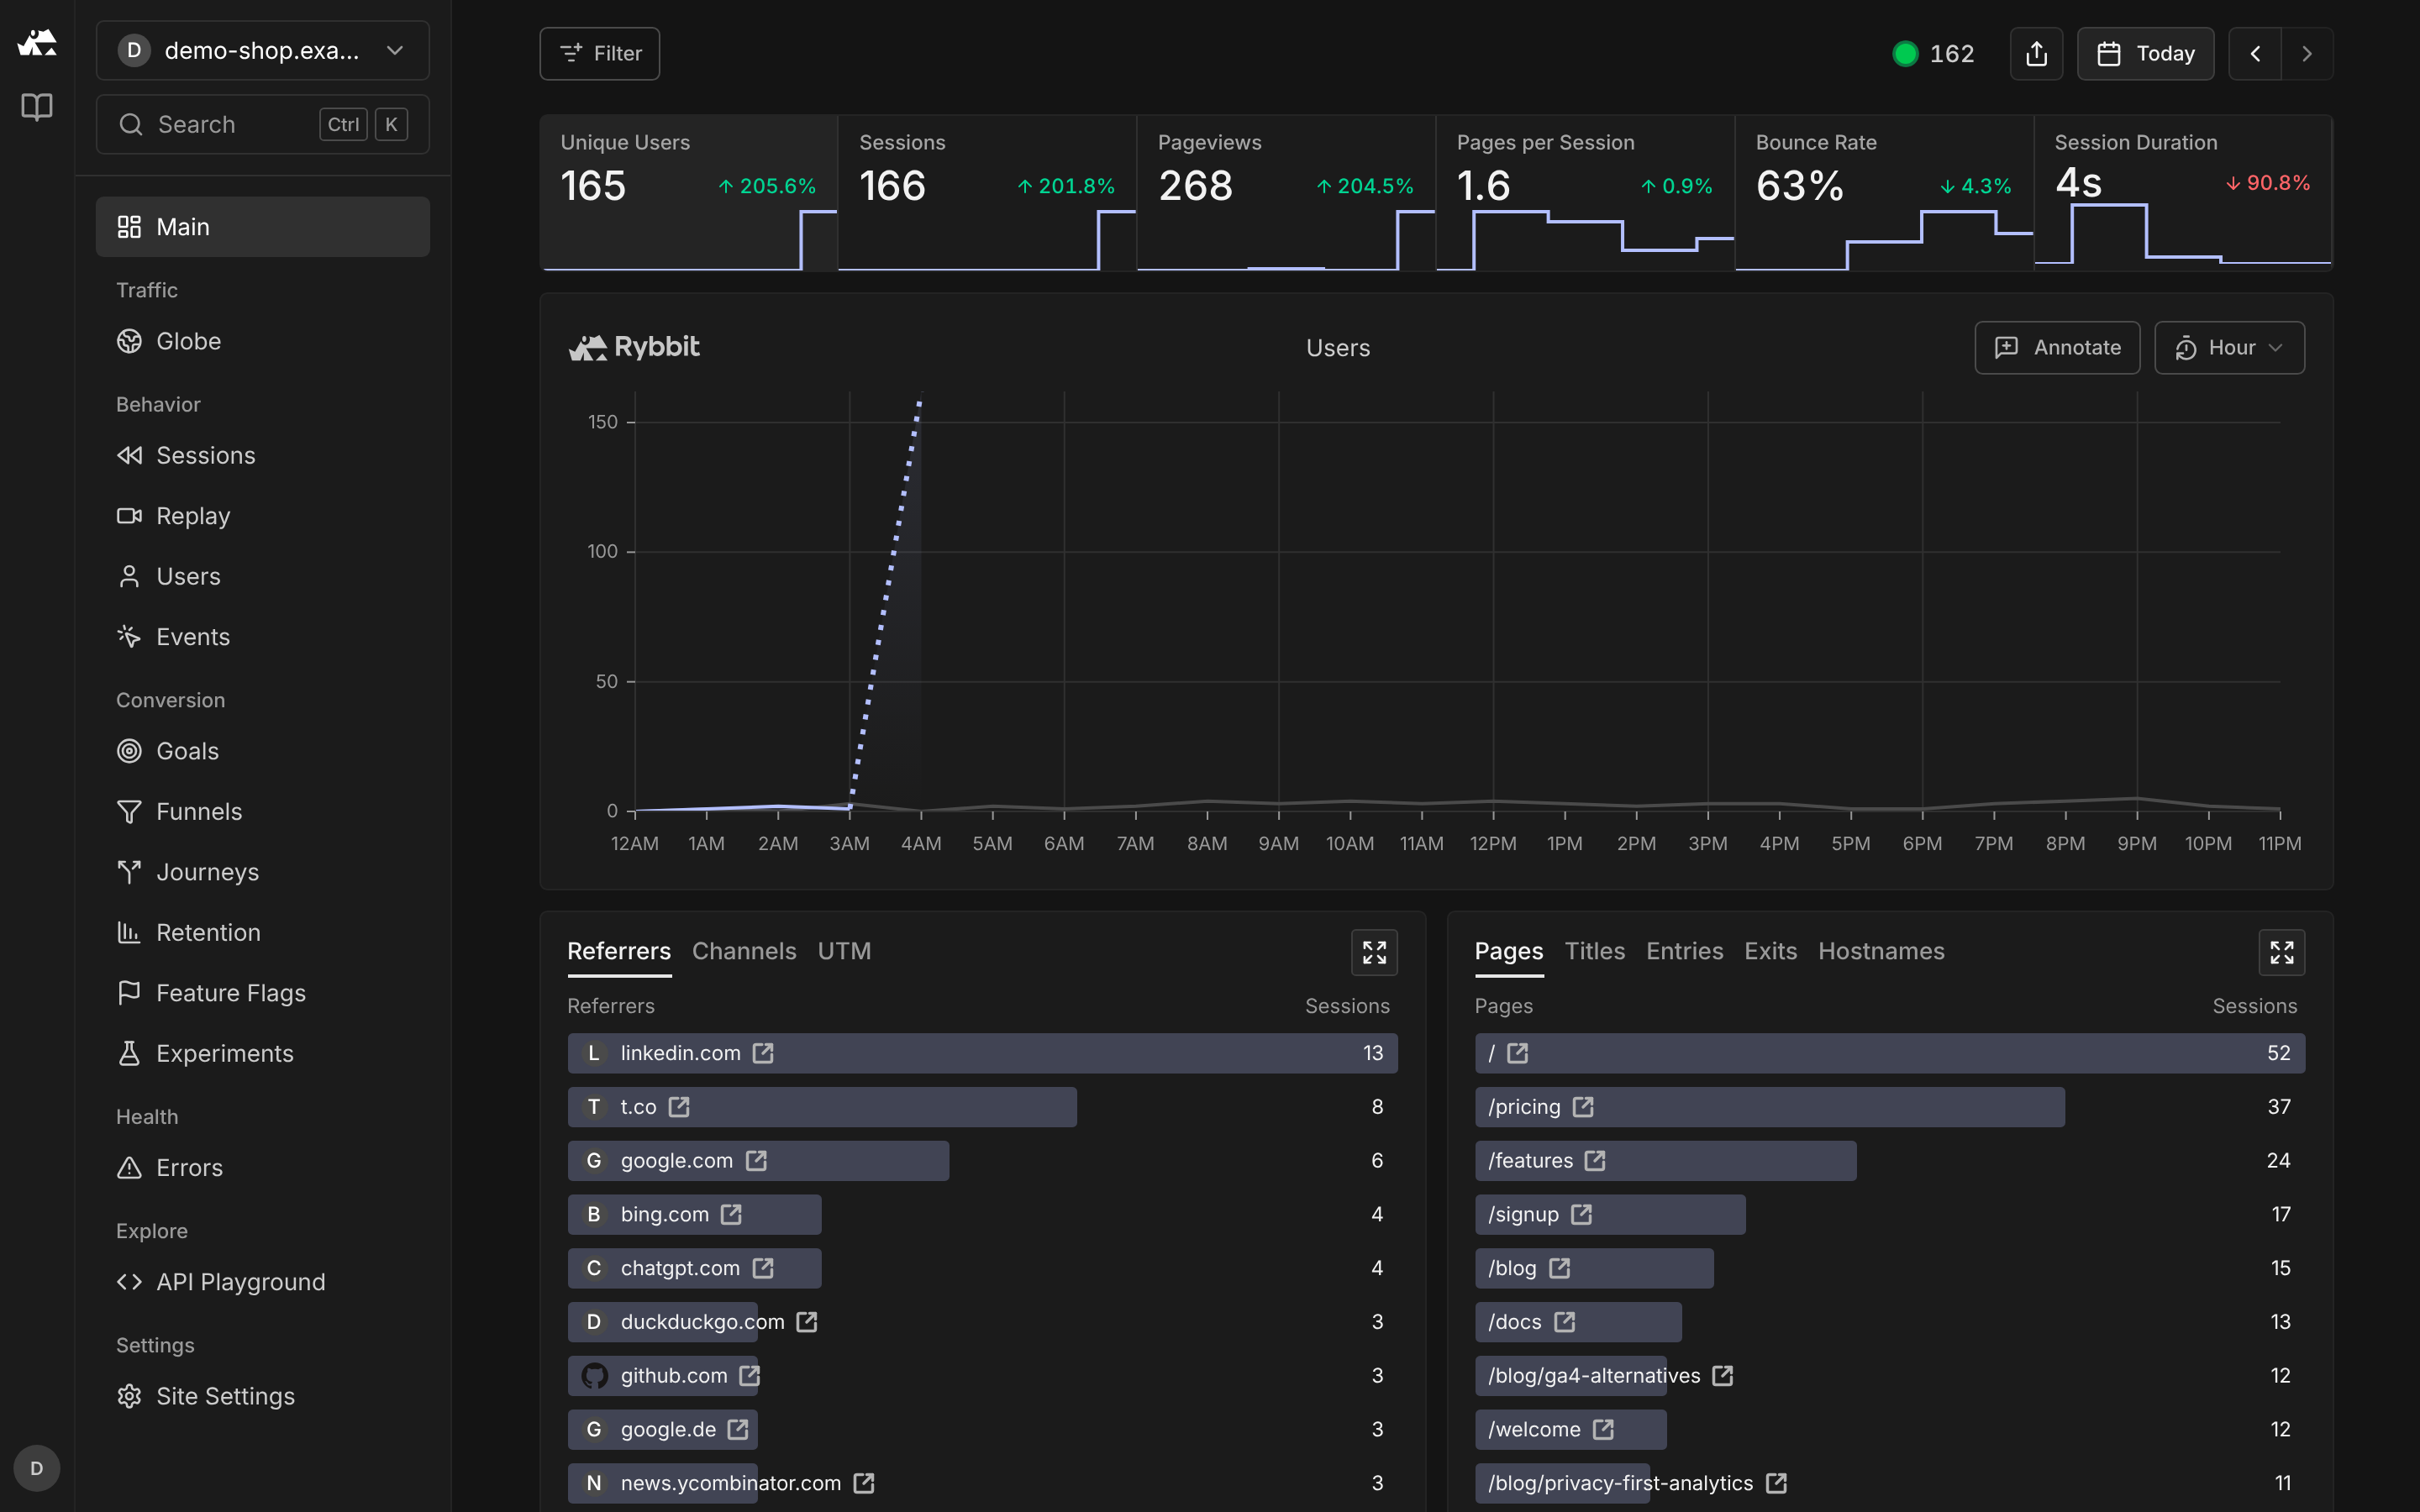 D demo-shop.exa...
Search Ctrl K
Main
Traffic
Globe
Behavior
Sessions
Replay
Users
Events
Conversion
Goals
Funnels
Journeys
Retention
Feature Flags
Experiments
Health
Errors
Explore
API Playground
Settings
Site Settings
D
Filter
162
Today
Unique Users
165 205.6%
Sessions
166 201.8%
Pageviews
268 204.5%
Pages per Session
1.6 0.9%
Bounce Rate
63% 4.3%
Session Duration
4s 90.8%
Rybbit
Users
Annotate
Hour
150
100
50
0
12AM 1AM 2AM 3AM 4AM 5AM 6AM 7AM 8AM 9AM 10AM 11AM 12PM 1PM 2PM 3PM 4PM 5PM 6PM 7PM 8PM 9PM 10PM 11PM
Referrers Channels UTM
Referrers Sessions
L linkedin.com 13
T t.co 8
G google.com 6
B bing.com 4
C chatgpt.com 4
D duckduckgo.com 3
github.com 3
G google.de 3
N news.ycombinator.com 3
Pages Titles Entries Exits Hostnames
Pages Sessions
/ 52
/pricing 37
/features 24
/signup 17
/blog 15
/docs 13
/blog/ga4-alternatives 12
/welcome 12
/blog/privacy-first-analytics 11